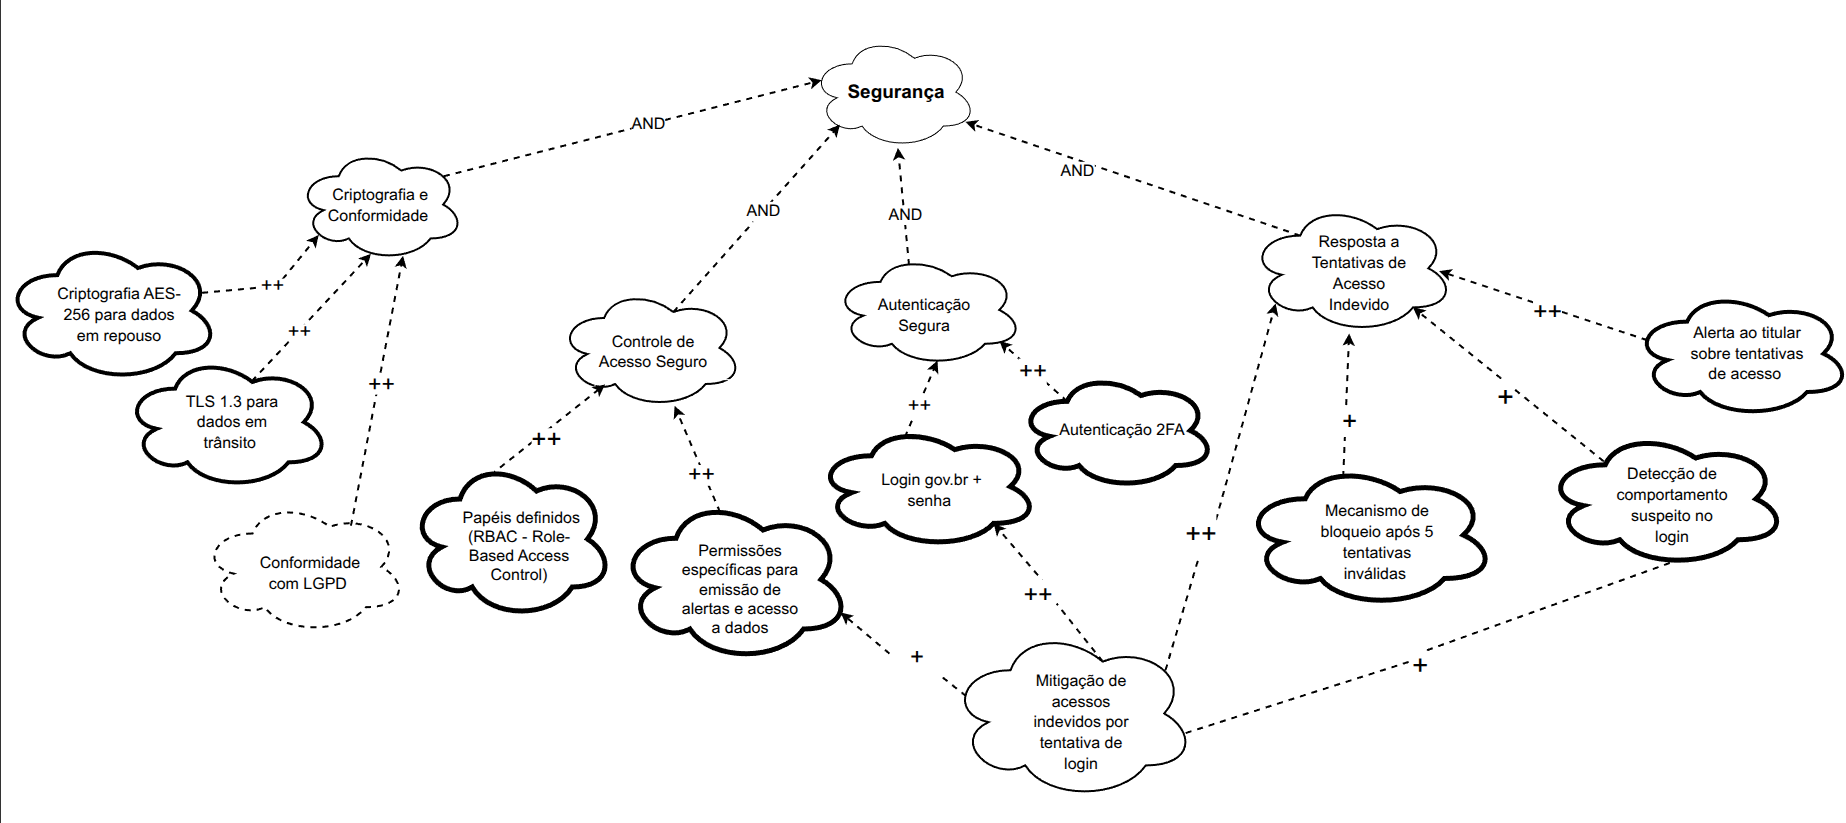 Segurança
AND
AND
AND
AND
Criptografia e
Conformidade
Resposta a
Tentativas de
Acesso
Indevido
Criptografia AES-
256 para dados
em repouso
++
++
++
TLS 1.3 para
dados em
trânsito
Conformidade
com LGPD
Controle de
Acesso Seguro
++
++
Papéis definidos
(RBAC - Role-
Based Access
Control)
Permissões
específicas para
emissão de
alertas e acesso
a dados
Autenticação
Segura
++
++
Login gov.br +
senha
Autenticação 2FA
++
+
+
++
Alerta ao titular
sobre tentativas
de acesso
Mecanismo de
bloqueio após 5
tentativas
inválidas
Detecção de
comportamento
suspeito no
login
+
++
+
Mitigação de
acessos
indevidos por
tentativa de
login